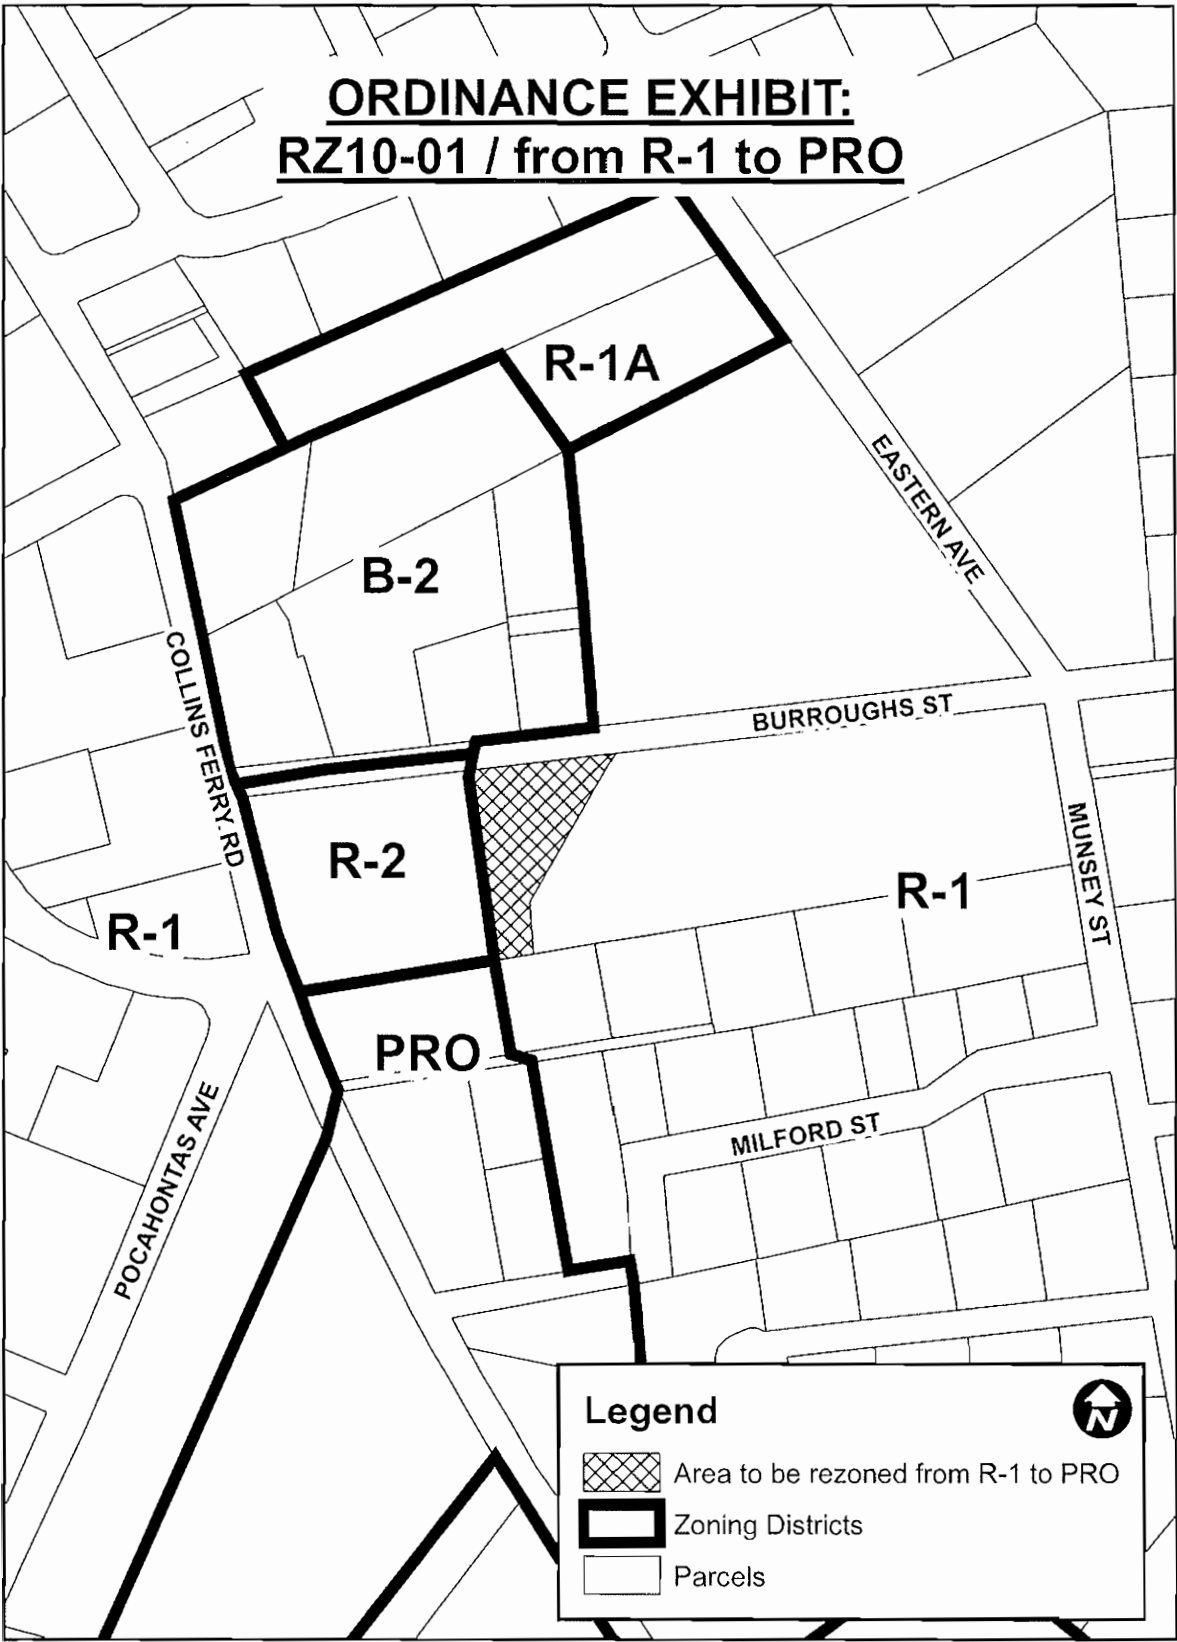 ORDINANCE EXHIBIT:
RZ10-01 / from R-1 to PRO
R-1A
EASTERN AVE
B-2
COLLINS FERRY RD
BURROUGHS ST
R-2
MUNSEY ST
R-1
R-1
PRO
MILFORD ST
POCAHONTAS AVE
Legend
N
Area to be rezoned from R-1 to PRO
Zoning Districts
Parcels